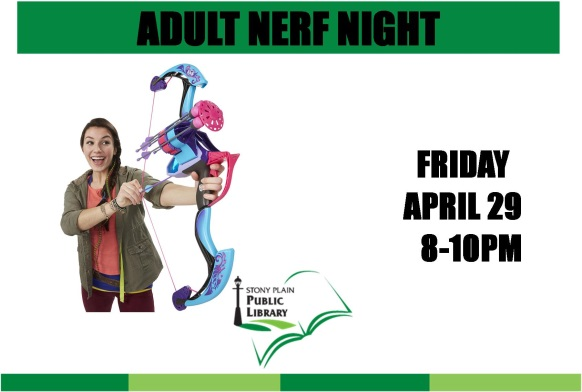 ADULT NERF NIGHT
FRIDAY
APRIL 29
8-10PM
STONY PLAIN
PUBLIC
LIBRARY